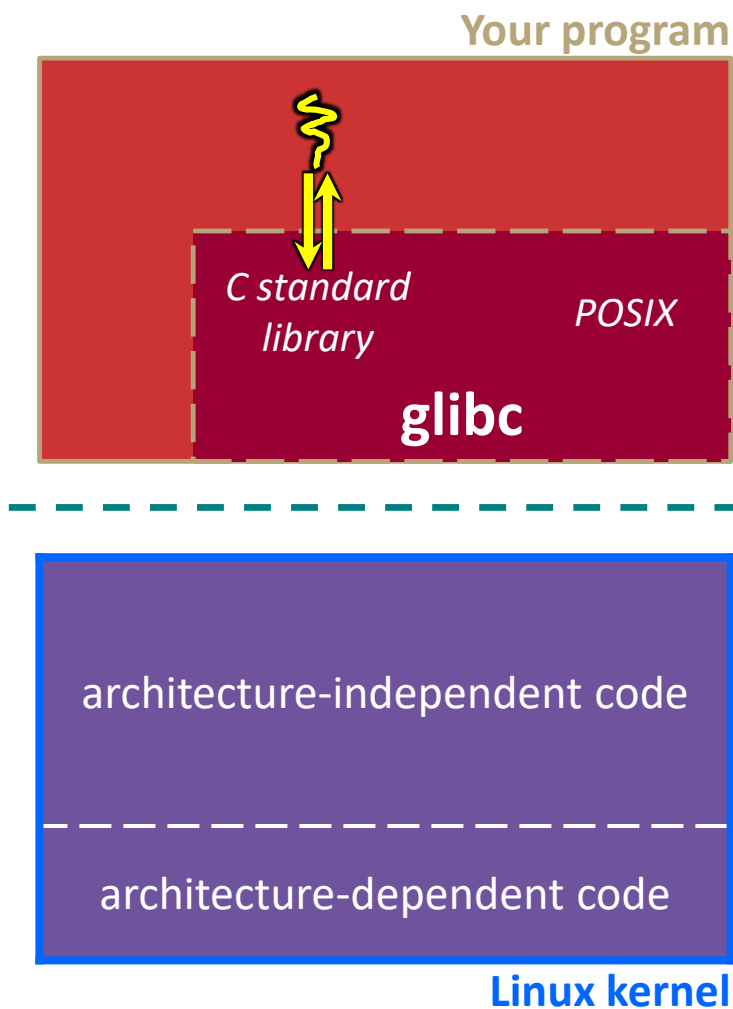 Your program
C standard
library
POSIX
glibc
architecture-independent code
architecture-dependent code
Linux kernel